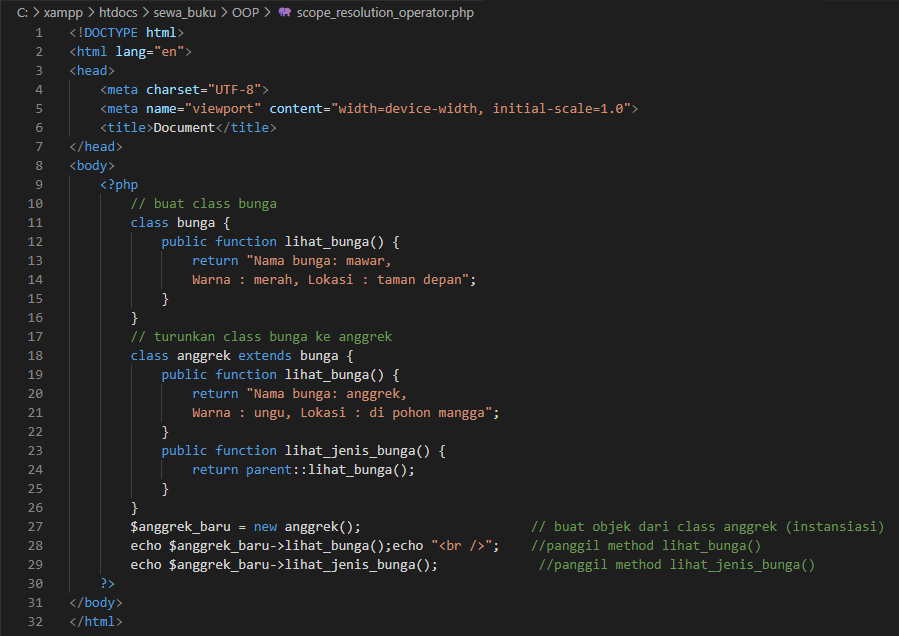 C: > xampp > htdocs > sewa_buku > OOP > scope_resolution_operator.php
1 <!DOCTYPE html>
2 <html lang="en">
3 <head>
4     <meta charset="UTF-8">
5     <meta name="viewport" content="width=device-width, initial-scale=1.0">
6     <title>Document</title>
7 </head>
8 <body>
9     <?php
10         // buat class bunga
11         class bunga {
12             public function lihat_bunga() {
13                 return "Nama bunga: mawar,
14                 Warna : merah, Lokasi : taman depan";
15             }
16         }
17         // turunkan class bunga ke anggrek
18         class anggrek extends bunga {
19             public function lihat_bunga() {
20                 return "Nama bunga: anggrek,
21                 Warna : ungu, Lokasi : di pohon mangga";
22             }
23             public function lihat_jenis_bunga() {
24                 return parent::lihat_bunga();
25             }
26         }
27         $anggrek_baru = new anggrek();                      // buat objek dari class anggrek (instansiasi)
28         echo $anggrek_baru->lihat_bunga();echo "<br />";    //panggil method lihat_bunga()
29         echo $anggrek_baru->lihat_jenis_bunga();             //panggil method lihat_jenis_bunga()
30     ?>
31 </body>
32 </html>